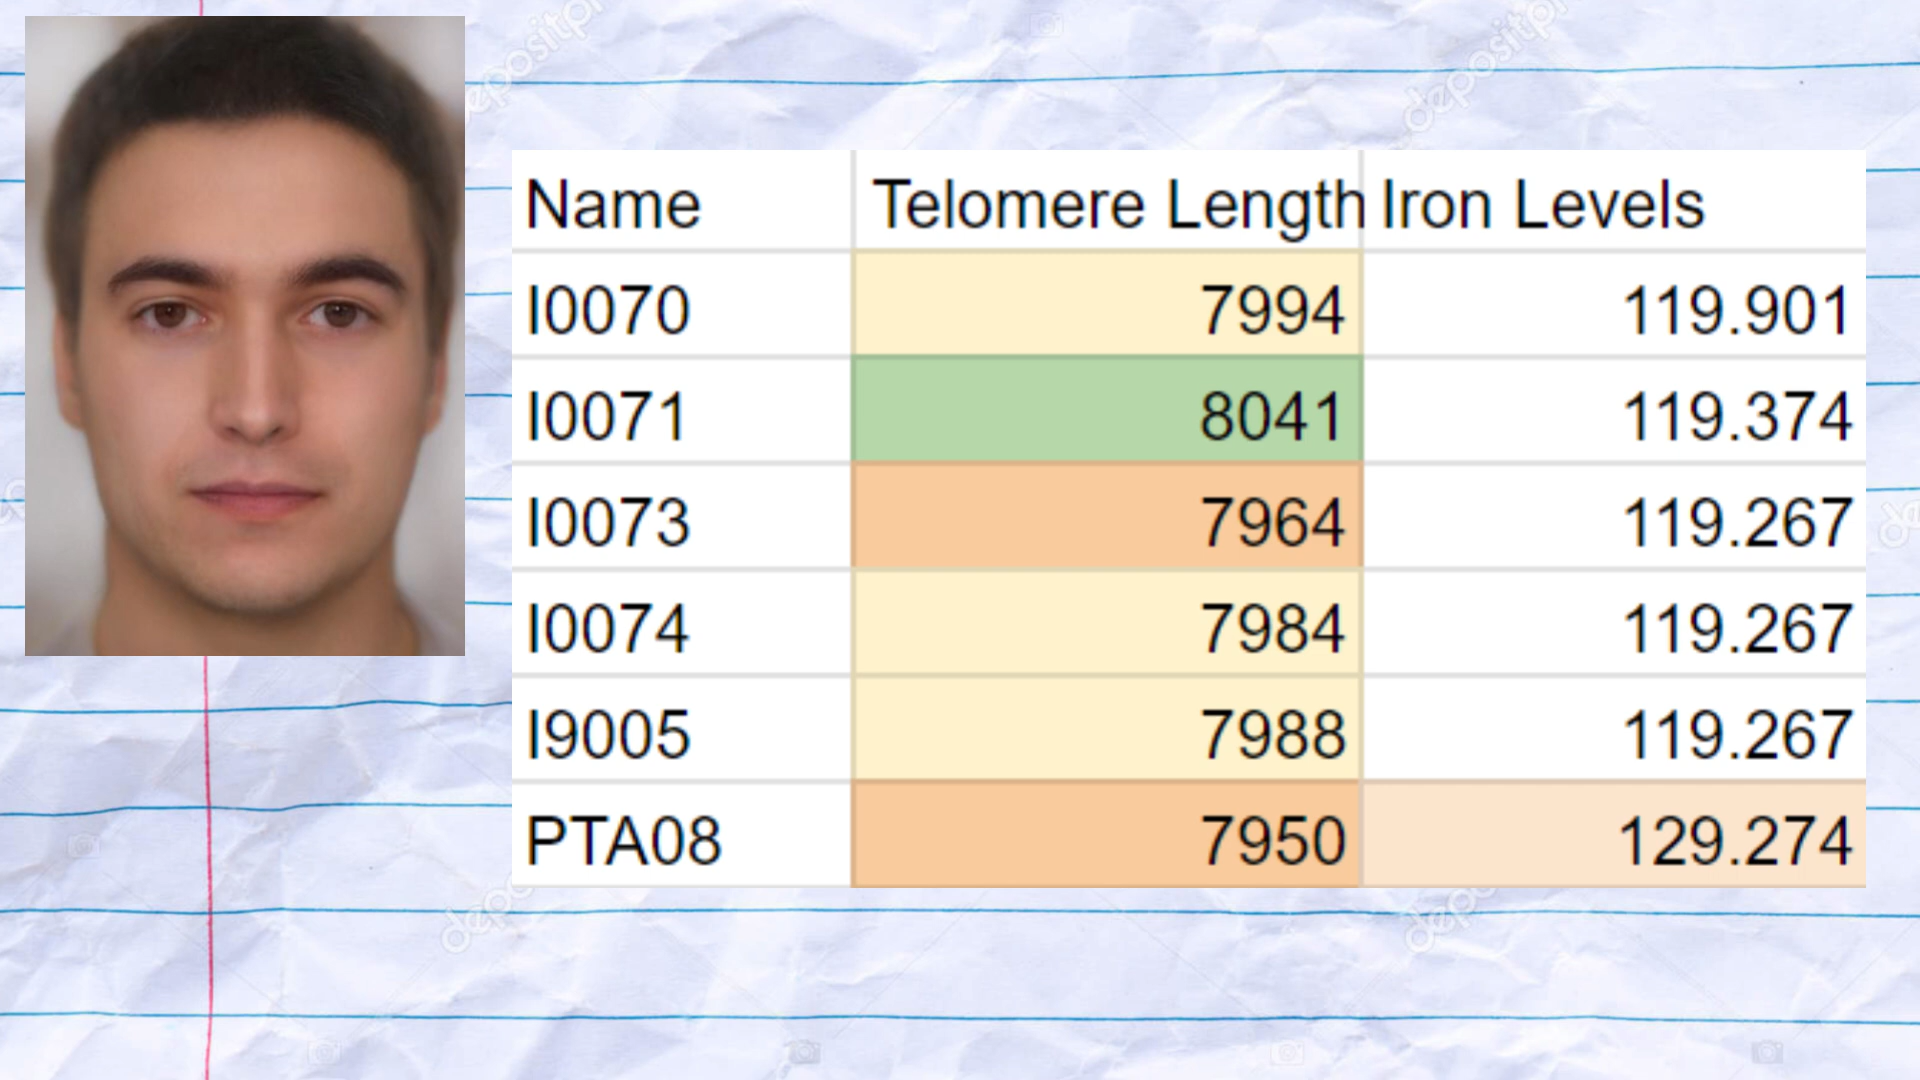 Name Telomere Length Iron Levels
I0070 7994 119.901
I0071 8041 119.374
I0073 7964 119.267
I0074 7984 119.267
I9005 7988 119.267
PTA08 7950 129.274